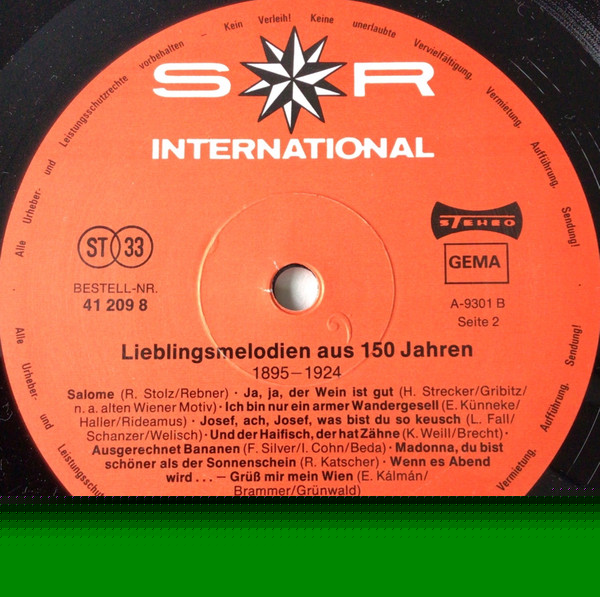 Alle Urheber- und Leistungsschutzrechte vorbehalten – Kein Verleih! Keine unerlaubte Vervielfältigung, Vermietung, Aufführung, Sendung!
S R
INTERNATIONAL
ST 33
STEREO
GEMA
BESTELL-NR.
41 209 8
A-9301 B
Seite 2
Lieblingsmelodien aus 150 Jahren
1895–1924
Salome (R. Stolz/Rebner) · Ja, ja, der Wein ist gut (H. Strecker/Gribitz/
n. a. alten Wiener Motiv) · Ich bin nur ein armer Wandergesell (E. Künneke/
Haller/Rideamus) · Josef, ach, Josef, was bist du so keusch (L. Fall/
Schanzer/Welisch) · Und der Haifisch, der hat Zähne (K. Weill/Brecht) ·
Ausgerechnet Bananen (F. Silver/I. Cohn/Beda) · Madonna, du bist
schöner als der Sonnenschein (R. Katscher) · Wenn es Abend
wird . . . – Grüß mir mein Wien (E. Kálmán/
Brammer/Grünwald)
Alle Urheber- und Leistungsschutz
Vermietung, Aufführung, Sendung!